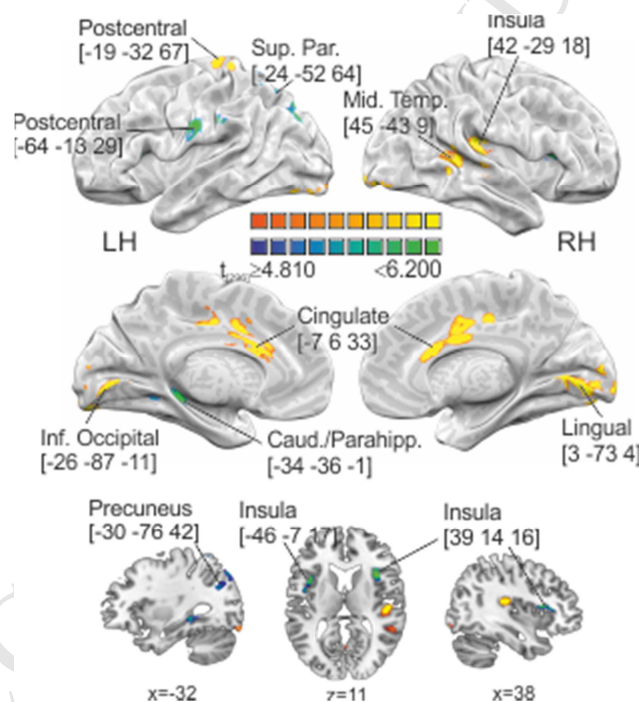 Postcentral
[-19 -32 67]
Sup. Par.
[-24 -52 64]
Insula
[42 -29 18]
Mid. Temp.
[45 -43 9]
Postcentral
[-64 -13 29]
LH
RH
t[296]≥4.810
<6.200
Cingulate
[-7 6 33]
Inf. Occipital
[-26 -87 -11]
Caud./Parahipp.
[-34 -36 -1]
Lingual
[3 -73 4]
Precuneus
[-30 -76 42]
Insula
[-46 -7 17]
Insula
[39 14 16]
x=-32
z=11
x=38